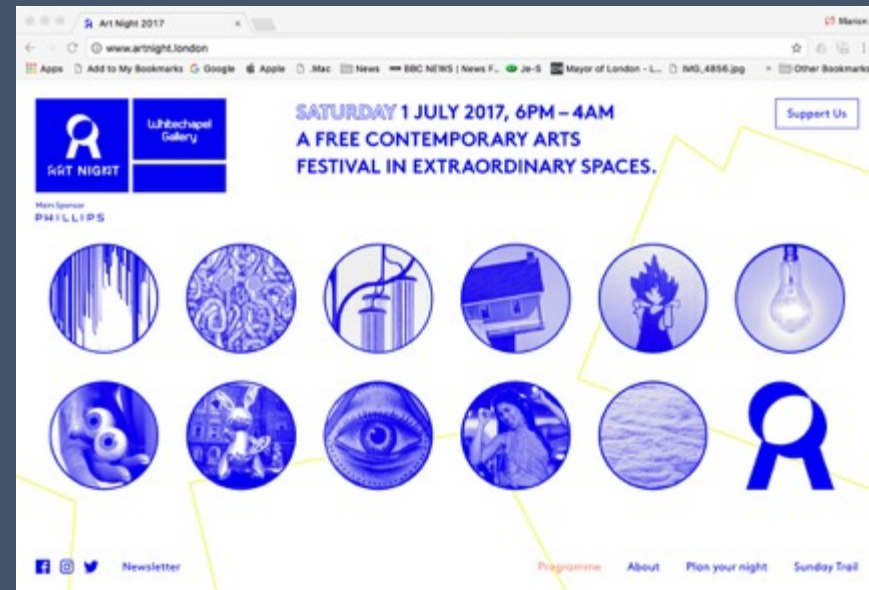 Art Night 2017
Marion
www.artnight.london
Apps Add to My Bookmarks Google Apple .Mac News BBC NEWS | News F... Je-S Mayor of London - L... IMG_4856.jpg » Other Bookmarks
ART NIGHT
Whitechapel
Gallery
Main Sponsor
PHILLIPS
SATURDAY 1 JULY 2017, 6PM – 4AM
A FREE CONTEMPORARY ARTS
FESTIVAL IN EXTRAORDINARY SPACES.
Support Us
Newsletter
Programme About Plan your night Sunday Trail